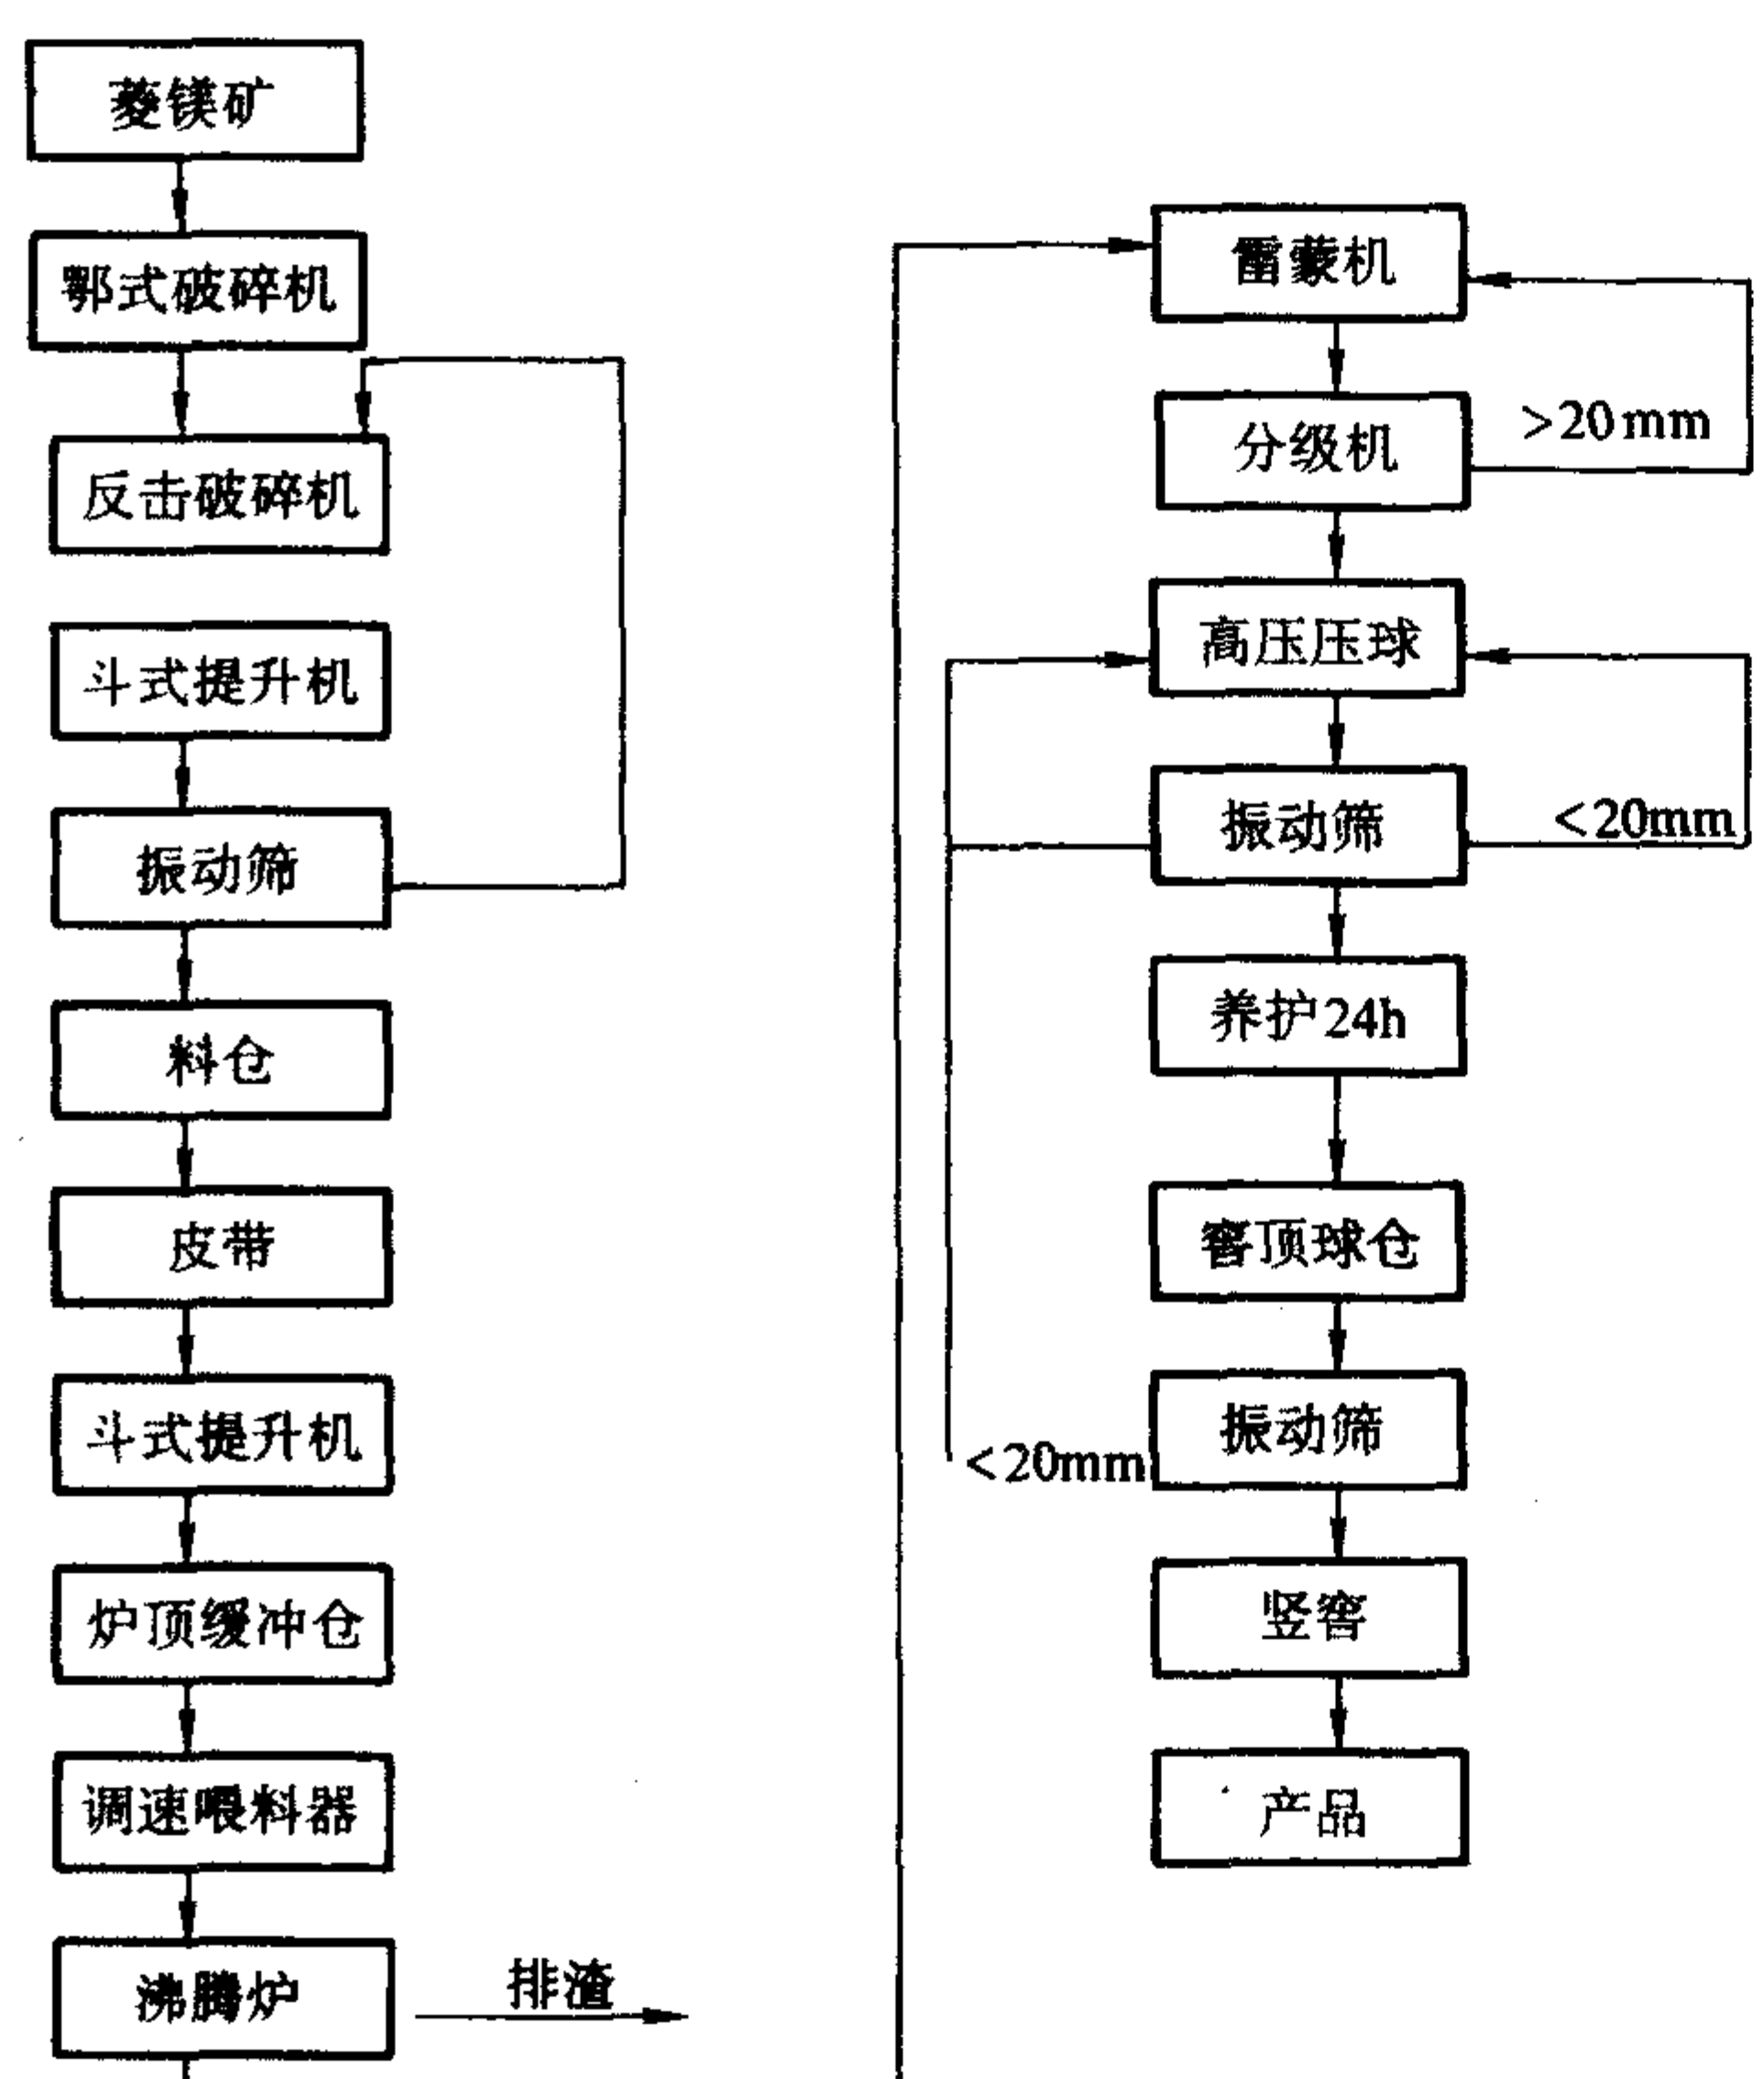 菱镁矿
鄂式破碎机
反击破碎机
斗式提升机
振动筛
料仓
皮带
斗式提升机
炉顶缓冲仓
调速喂料器
沸腾炉
排渣
雷蒙机
分级机
>20mm
高压压球
振动筛
<20mm
养护24h
窖顶球仓
振动筛
<20mm
竖窖
产品